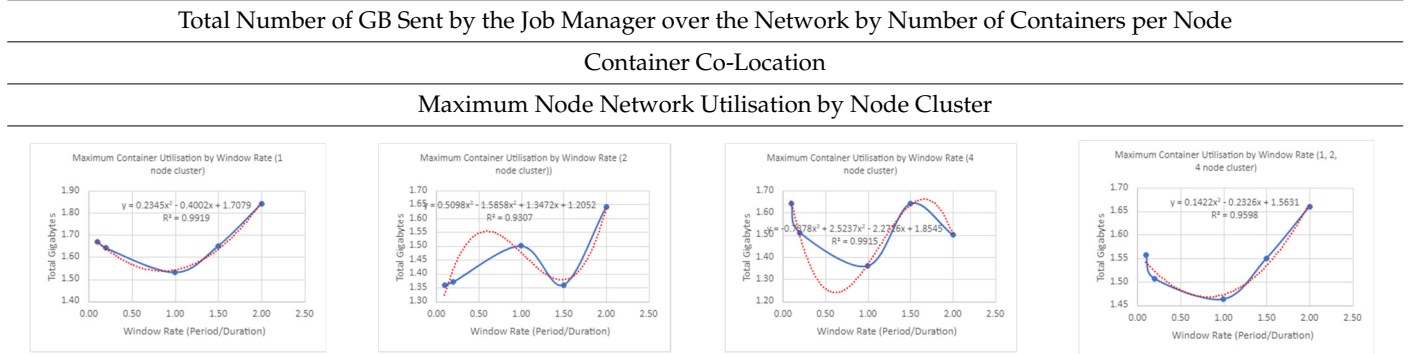 Total Number of GB Sent by the Job Manager over the Network by Number of Containers per Node
Container Co-Location
Maximum Node Network Utilisation by Node Cluster
Maximum Container Utilisation by Window Rate (1
node cluster)
1.90
1.80
1.70
1.60
1.50
1.40
y = 0.2345x² - 0.4002x + 1.7079
R² = 0.9919
Total Gigabytes
0.00 0.50 1.00 1.50 2.00 2.50
Window Rate (Period/Duration)
Maximum Container Utilisation by Window Rate (2
node cluster))
1.70
1.65
1.60
1.55
1.50
1.45
1.40
1.35
1.30
y = 0.5098x³ - 1.5858x² + 1.3472x + 1.2052
R² = 0.9307
Total Gigabytes
0.00 0.50 1.00 1.50 2.00 2.50
Window Rate (Period/Duration)
Maximum Container Utilisation by Window Rate (4
node cluster)
1.70
1.60
1.50
1.40
1.30
1.20
+ 2.5237x² - + 1.8545
R² = 0.9915
Total Gigabytes
0.00 0.50 1.00 1.50 2.00 2.50
Window Rate (Period/Duration)
Maximum Container Utilisation by Window Rate (1, 2,
4 node cluster)
1.70
1.65
1.60
1.55
1.50
1.45
y = 0.1422x² - 0.2326x + 1.5631
R² = 0.9598
Total Gigabytes
0.00 0.50 1.00 1.50 2.00 2.50
Window Rate (Period/Duration)